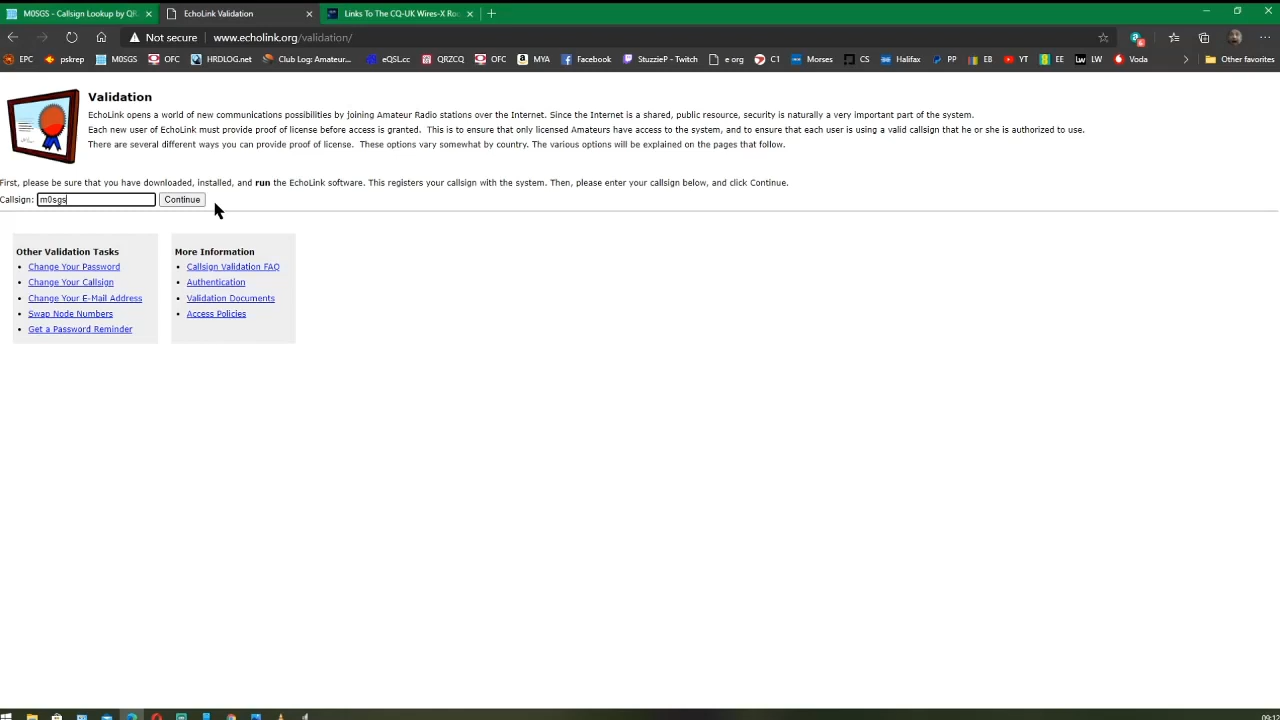 M0SGS - Callsign Lookup by QR
EchoLink Validation
Links To The CQ-UK Wires-X Ro
Not secure
www.echolink.org/validation/
EPC
pskrep
M0SGS
OFC
HRDLOG.net
Club Log: Amateur...
eQSL.cc
QRZCQ
OFC
MYA
Facebook
StuzzieP - Twitch
e org
C1
Morses
CS
Halifax
PP
EB
YT
EE
LW
Voda
Other favorites
Validation
EchoLink opens a world of new communications possibilities by joining Amateur Radio stations over the Internet. Since the Internet is a shared, public resource, security is naturally a very important part of the system.
Each new user of EchoLink must provide proof of license before access is granted. This is to ensure that only licensed Amateurs have access to the system, and to ensure that each user is using a valid callsign that he or she is authorized to use.
There are several different ways you can provide proof of license. These options vary somewhat by country. The various options will be explained on the pages that follow.
First, please be sure that you have downloaded, installed, and run the EchoLink software. This registers your callsign with the system. Then, please enter your callsign below, and click Continue.
Callsign: m0sgs Continue
Other Validation Tasks
Change Your Password
Change Your Callsign
Change Your E-Mail Address
Swap Node Numbers
Get a Password Reminder
More Information
Callsign Validation FAQ
Authentication
Validation Documents
Access Policies